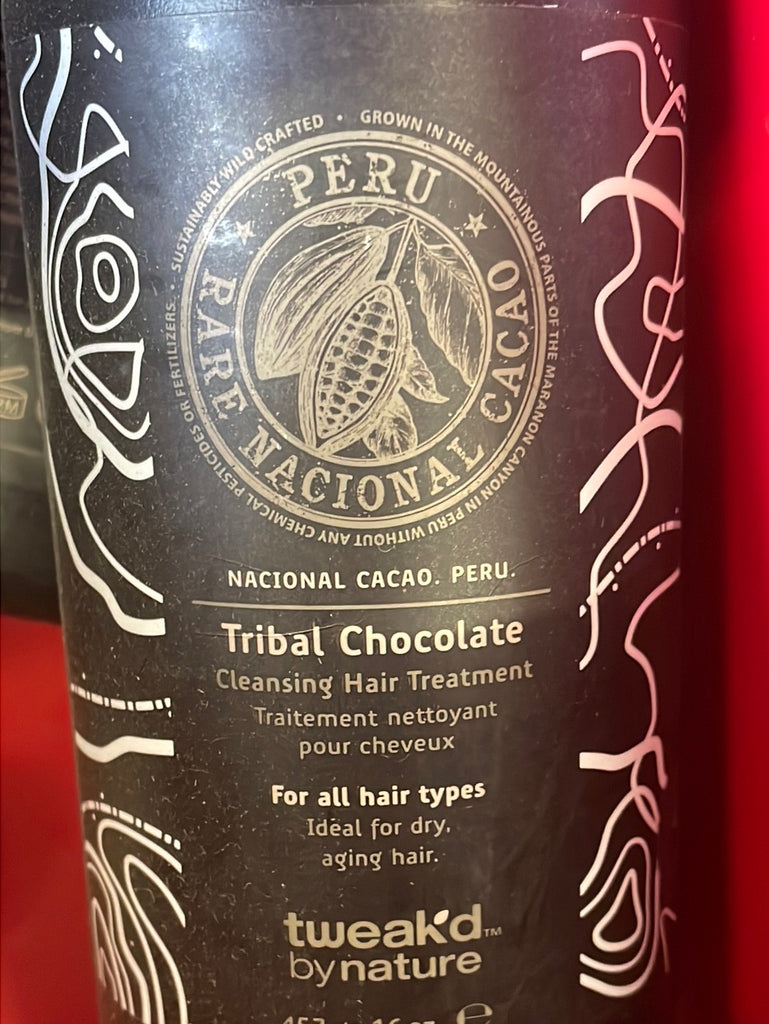 SUSTAINABLY WILD CRAFTED • GROWN IN THE MOUNTAINOUS PARTS OF THE MARANON CANYON IN PERU WITHOUT ANY CHEMICAL PESTICIDES OR FERTILIZERS •
PERU
RARE NACIONAL CACAO
NACIONAL CACAO. PERU.
Tribal Chocolate
Cleansing Hair Treatment
Traitement nettoyant
pour cheveux
For all hair types
Ideal for dry,
aging hair.
tweak'd™
by nature